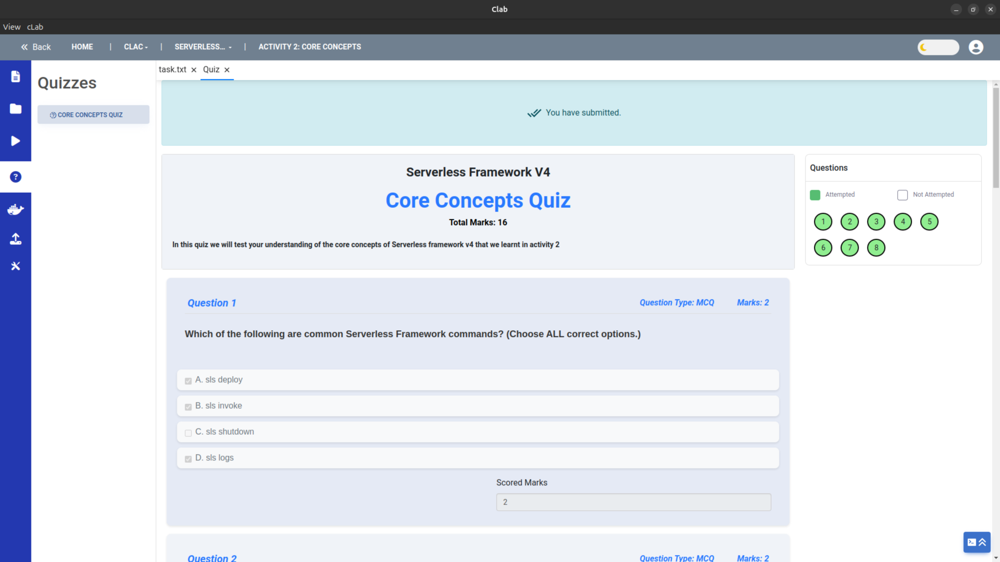 Clab
View cLab
Back HOME | CLAC | SERVERLESS... | ACTIVITY 2: CORE CONCEPTS
task.txt Quiz
Quizzes
CORE CONCEPTS QUIZ
You have submitted.
Serverless Framework V4
Core Concepts Quiz
Total Marks: 16
In this quiz we will test your understanding of the core concepts of Serverless framework v4 that we learnt in activity 2
Questions
Attempted Not Attempted
1 2 3 4 5
6 7 8
Question 1 Question Type: MCQ Marks: 2
Which of the following are common Serverless Framework commands? (Choose ALL correct options.)
A. sls deploy
B. sls invoke
C. sls shutdown
D. sls logs
Scored Marks
2
Question 2 Question Type: MCQ Marks: 2